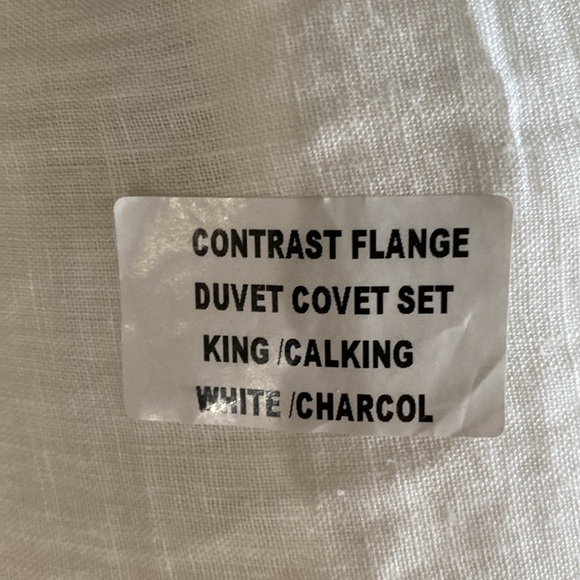 CONTRAST FLANGE
DUVET COVET SET
KING /CALKING
WHITE /CHARCOL